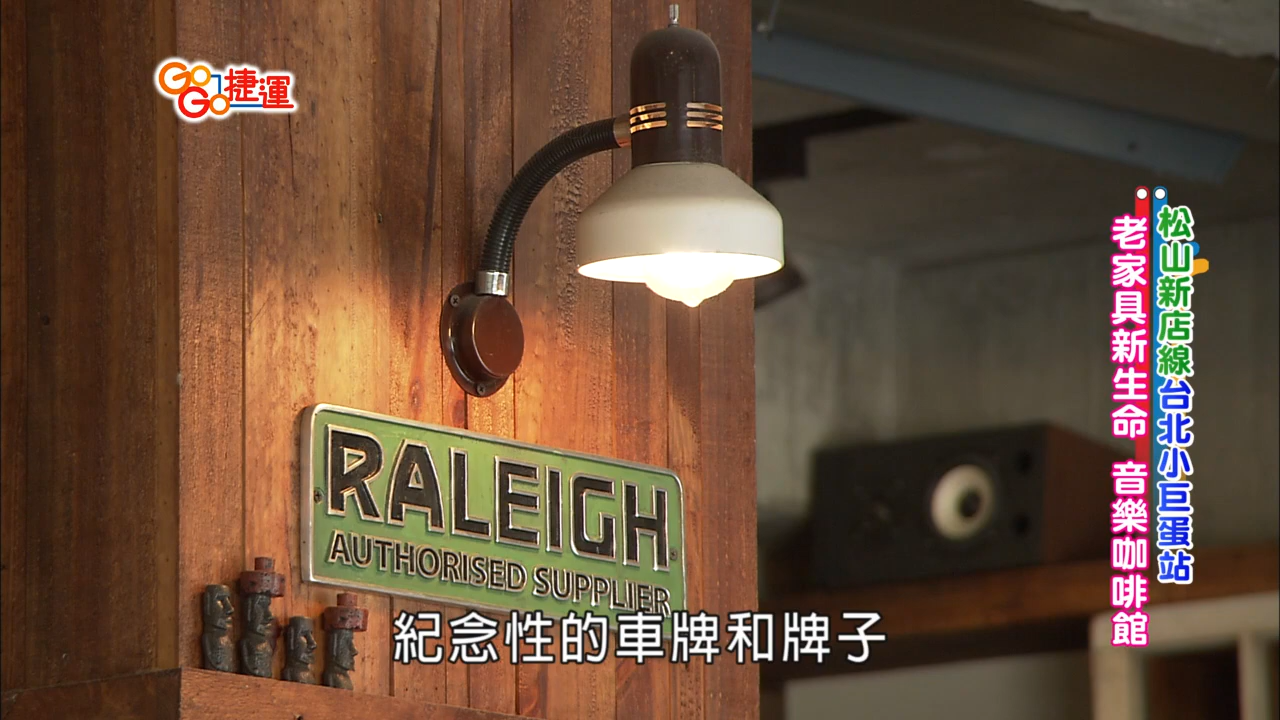 GOGO捷運
松山新店線台北小巨蛋站
老家具新生命 音樂咖啡館
RALEIGH
AUTHORISED SUPPLIER
紀念性的車牌和牌子